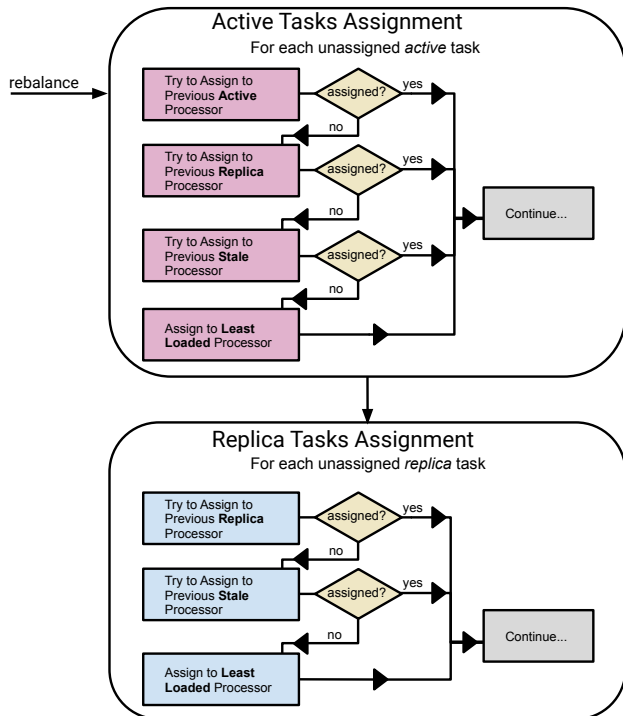 Active Tasks Assignment
For each unassigned active task
rebalance
Try to Assign to
Previous Active
Processor
assigned?
yes
no
Try to Assign to
Previous Replica
Processor
assigned?
yes
no
Continue...
Try to Assign to
Previous Stale
Processor
assigned?
yes
no
Assign to Least
Loaded Processor
Replica Tasks Assignment
For each unassigned replica task
Try to Assign to
Previous Replica
Processor
assigned?
yes
no
Try to Assign to
Previous Stale
Processor
assigned?
yes
no
Continue...
Assign to Least
Loaded Processor